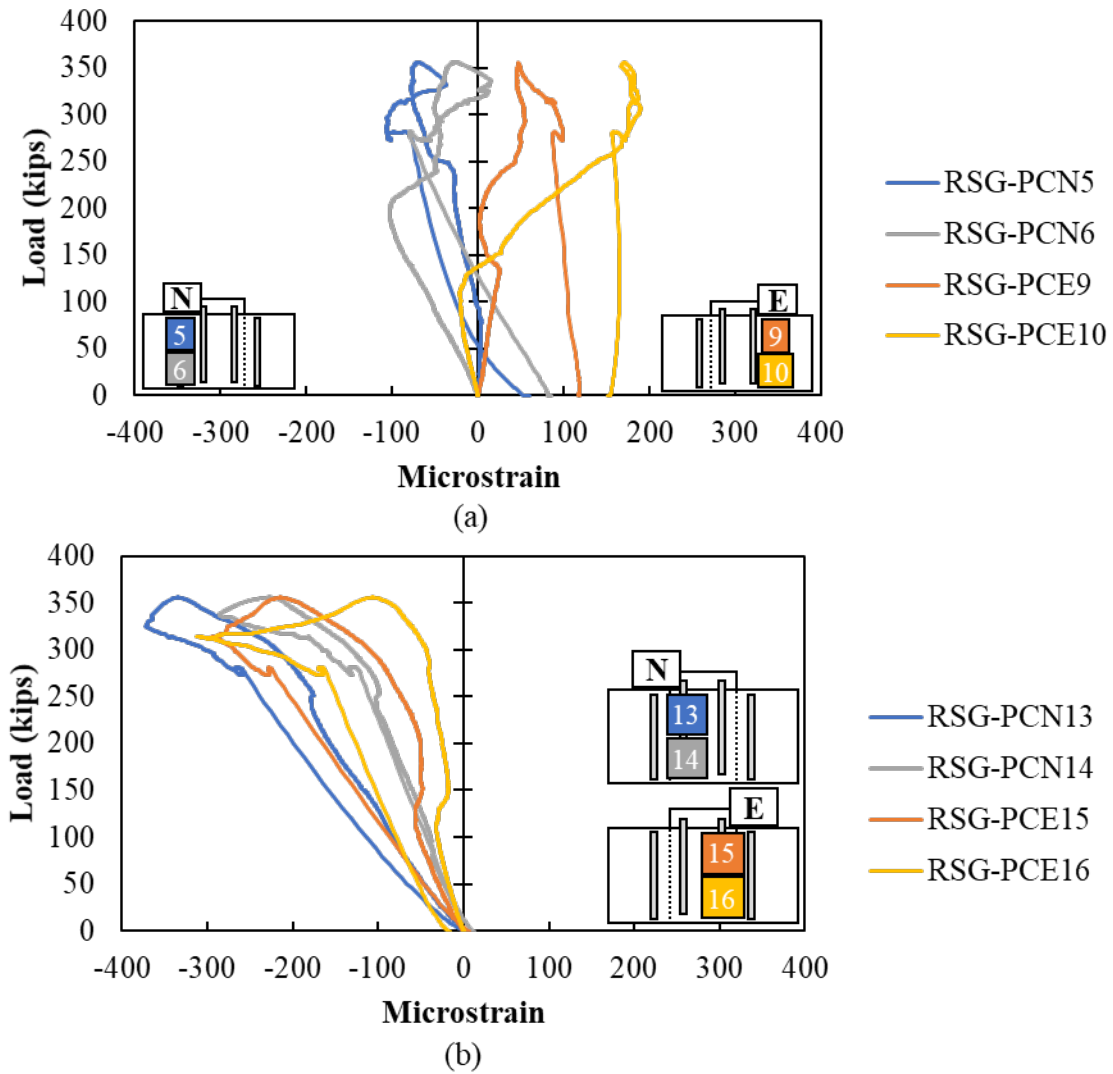 400
350
300
250
200
150
100
50
0
Load (kips)
-400 -300 -200 -100 0 100 200 300 400
Microstrain
N
5
6
E
9
10
RSG-PCN5
RSG-PCN6
RSG-PCE9
RSG-PCE10
(a)
400
350
300
250
200
150
100
50
0
Load (kips)
-400 -300 -200 -100 0 100 200 300 400
Microstrain
N
13
14
E
15
16
RSG-PCN13
RSG-PCN14
RSG-PCE15
RSG-PCE16
(b)